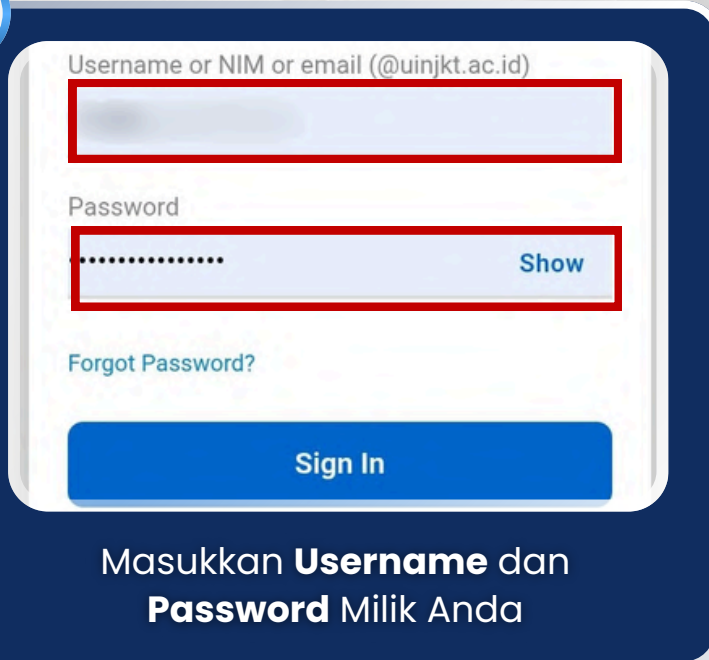 Username or NIM or email (@uinjkt.ac.id)
Password
Show
Forgot Password?
Sign In
Masukkan Username dan
Password Milik Anda